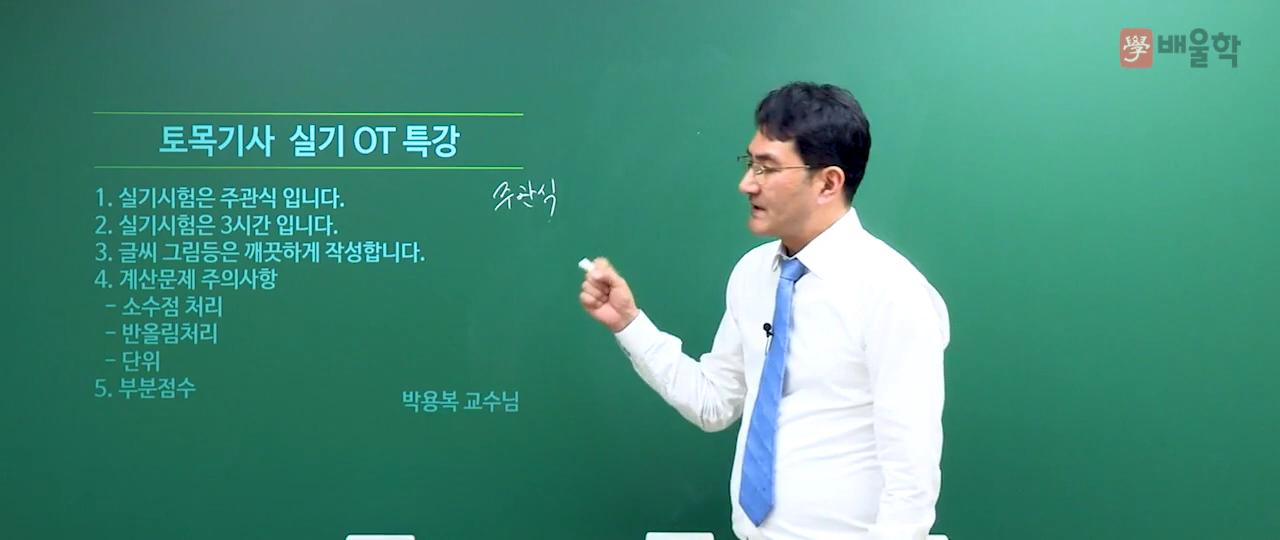 學 배울학
토목기사 실기 OT 특강
1. 실기시험은 주관식 입니다.
주관식
2. 실기시험은 3시간 입니다.
3. 글씨 그림등은 깨끗하게 작성합니다.
4. 계산문제 주의사항
- 소수점 처리
- 반올림처리
- 단위
5. 부분점수
박용복 교수님